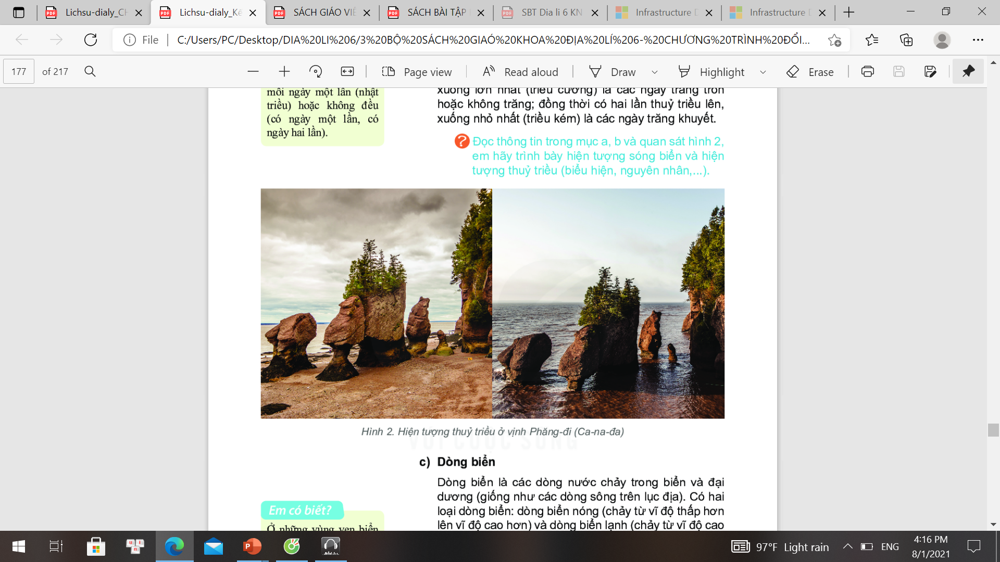 Lichsu-dialy_CH
Lichsu-dialy_Kế
SÁCH GIÁO VIÊ
SÁCH BÀI TẬP
SBT Dia li 6 KN
Infrastructure D
Infrastructure D
File
C:/Users/PC/Desktop/DIA%20LI%206/3%20BỘ%20SÁCH%20GIAÓ%20KHOA%20ĐỊA%20LÍ%206-%20CHƯƠNG%20TRÌNH%20ĐỔI...
177
of 217
Page view
Read aloud
Draw
Highlight
Erase
mỗi ngày một lần (nhật
triều) hoặc không đều
(có ngày một lần, có
ngày hai lần).
xuống lớn nhất (triều cường) là các ngày trăng tròn
hoặc không trăng; đồng thời có hai lần thuỷ triều lên,
xuống nhỏ nhất (triều kém) là các ngày trăng khuyết.
? Đọc thông tin trong mục a, b và quan sát hình 2,
em hãy trình bày hiện tượng sóng biển và hiện
tượng thuỷ triều (biểu hiện, nguyên nhân,...).
Hình 2. Hiện tượng thuỷ triều ở vịnh Phăng-đi (Ca-na-đa)
VỚI CUỘC SỐNG
c) Dòng biển
Dòng biển là các dòng nước chảy trong biển và đại
dương (giống như các dòng sông trên lục địa). Có hai
loại dòng biển: dòng biển nóng (chảy từ vĩ độ thấp hơn
lên vĩ độ cao hơn) và dòng biển lạnh (chảy từ vĩ độ cao
Em có biết?
Ở những vùng ven biển
97°F Light rain
ENG
4:16 PM
8/1/2021